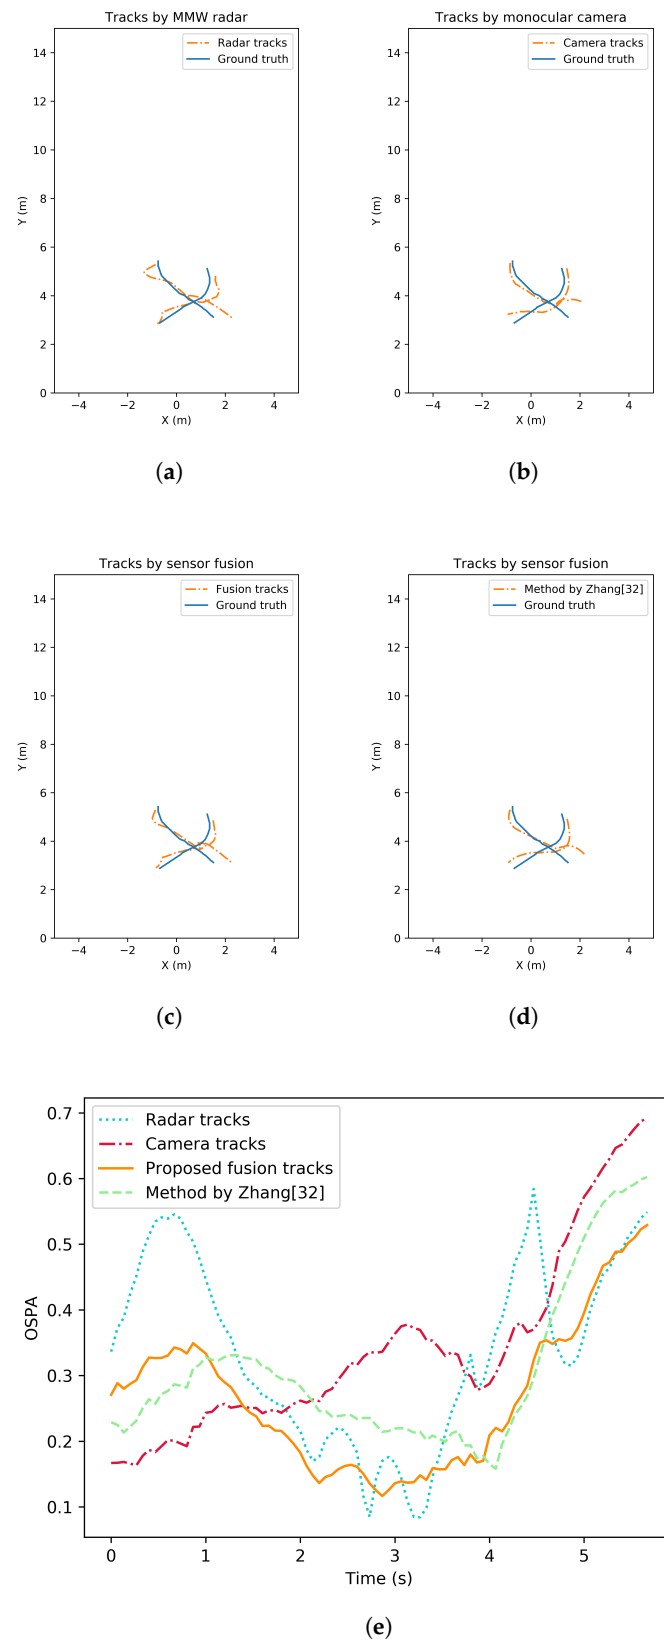 Tracks by MMW radar
Radar tracks
Ground truth
14
12
10
8
6
4
2
0
Y (m)
−4 −2 0 2 4
X (m)
(a)
Tracks by monocular camera
Camera tracks
Ground truth
14
12
10
8
6
4
2
0
Y (m)
−4 −2 0 2 4
X (m)
(b)
Tracks by sensor fusion
Fusion tracks
Ground truth
14
12
10
8
6
4
2
0
Y (m)
−4 −2 0 2 4
X (m)
(c)
Tracks by sensor fusion
Method by Zhang[32]
Ground truth
14
12
10
8
6
4
2
0
Y (m)
−4 −2 0 2 4
X (m)
(d)
Radar tracks
Camera tracks
Proposed fusion tracks
Method by Zhang[32]
0.7
0.6
0.5
0.4
0.3
0.2
0.1
OSPA
0 1 2 3 4 5
Time (s)
(e)